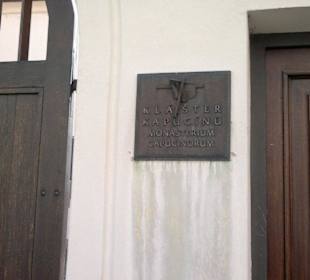 KLÁŠTER
KAPUCÍNŮ
MONASTERIUM
CAPUCINORUM